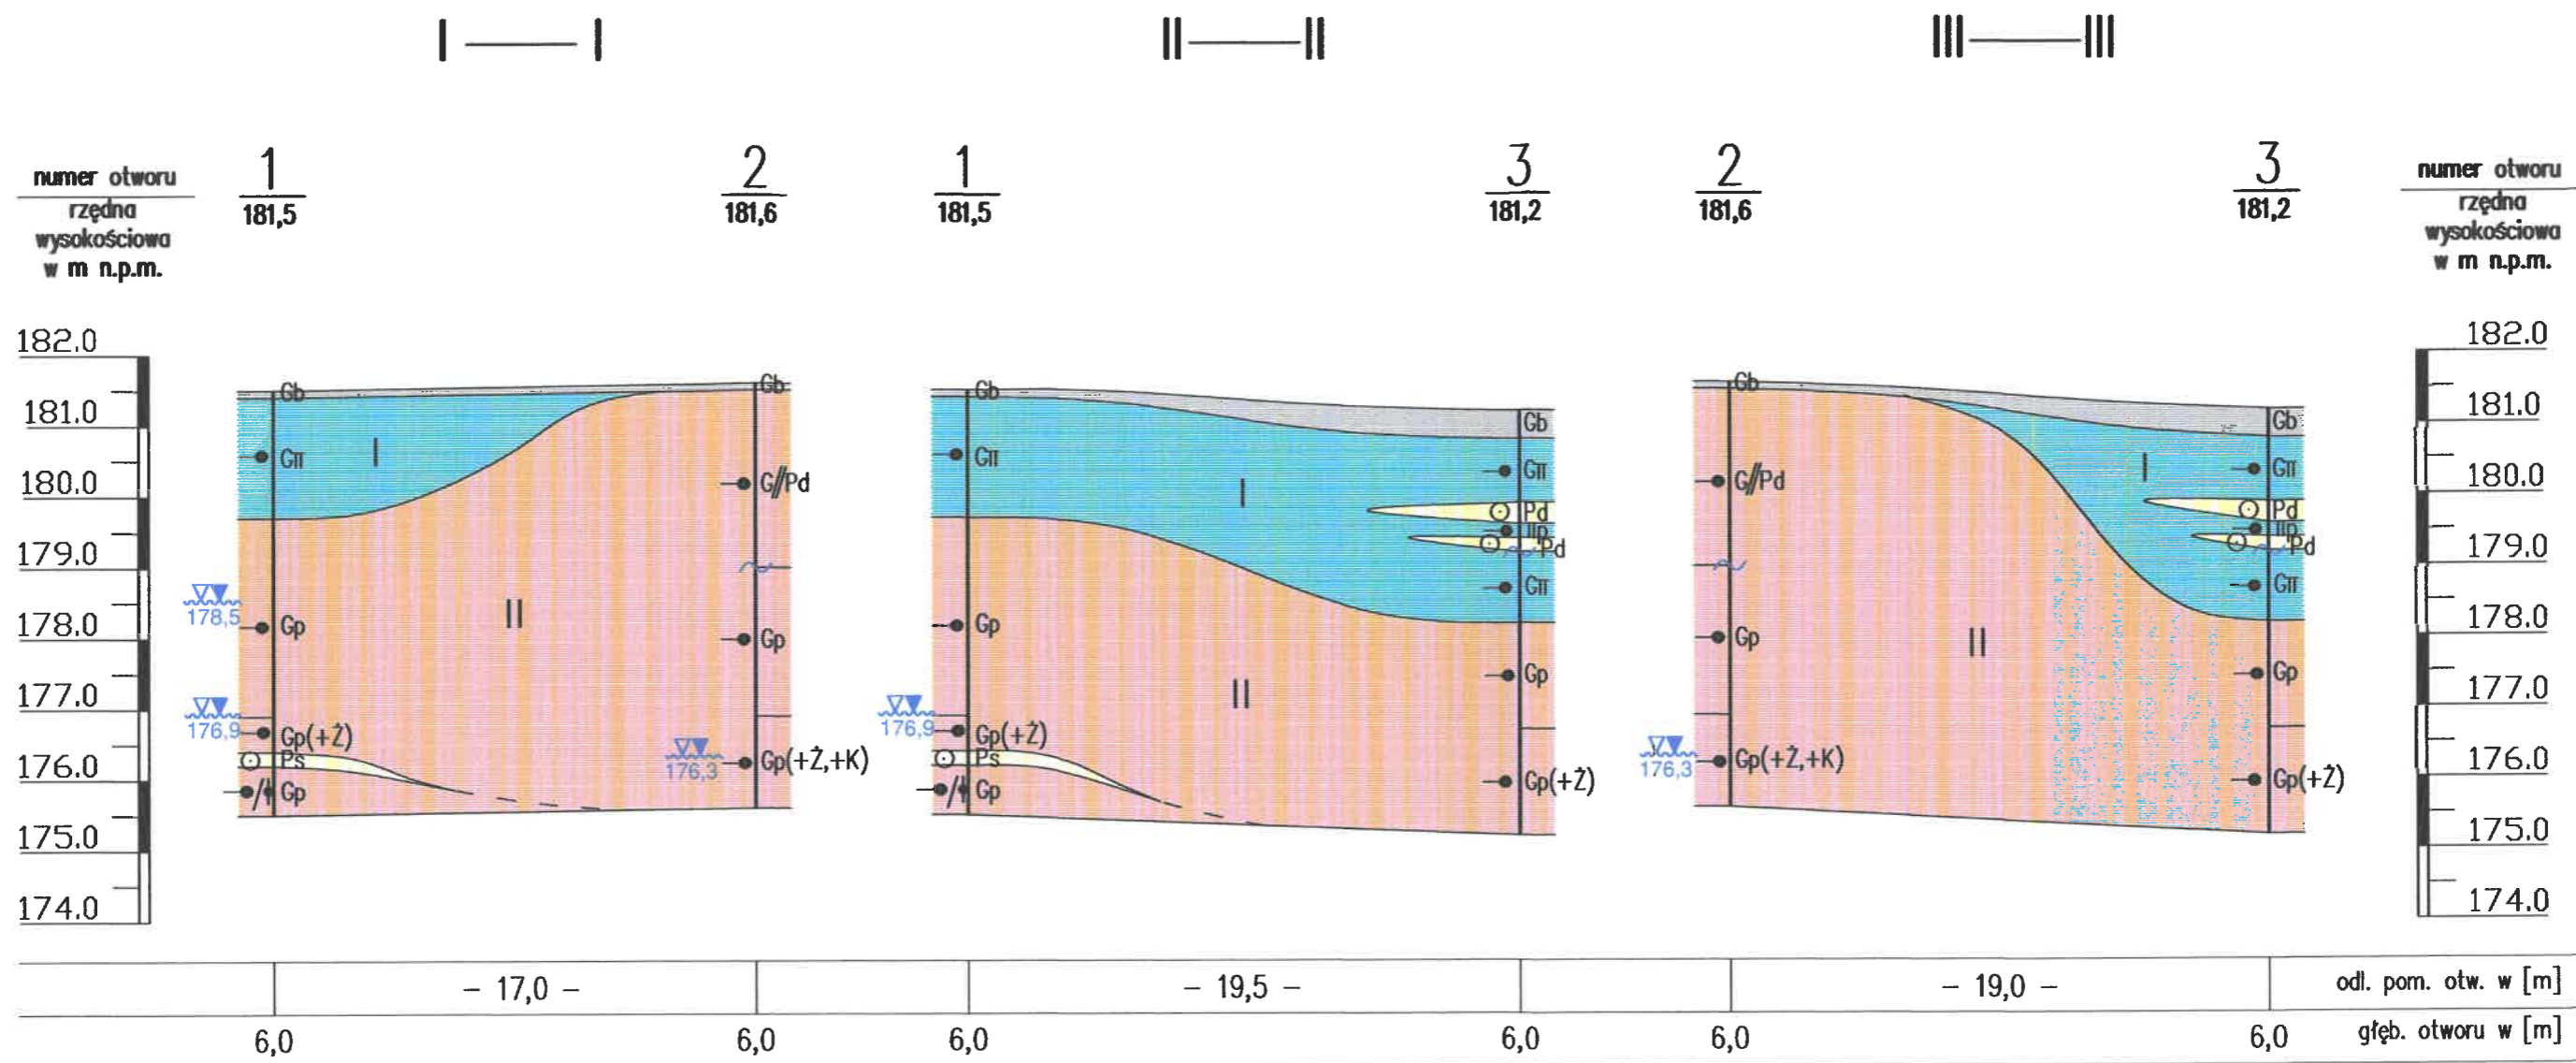 I — I
II — II
III — III
numer otworu
rzędna
wysokościowa
w m n.p.m.
1
181,5
2
181,6
1
181,5
3
181,2
2
181,6
3
181,2
numer otworu
rzędna
wysokościowa
w m n.p.m.
182.0
181.0
180.0
179.0
178.0
177.0
176.0
175.0
174.0
Gb
Gπ
I
178,5
Gp
II
176,9
Gp(+Ż)
Ps
Gp
Gb
G//Pd
Gp
176,3
Gp(+Ż,+K)
Gb
Gπ
I
Gp
II
176,9
Gp(+Ż)
Ps
Gp
Gb
Gπ
Pd
Πp
Pd
Gπ
Gp
Gp(+Ż)
Gb
G//Pd
Gp
II
176,3
Gp(+Ż,+K)
Gb
I
Gπ
Pd
Πp
Pd
Gπ
Gp
Gp(+Ż)
182.0
181.0
180.0
179.0
178.0
177.0
176.0
175.0
174.0
– 17,0 –
– 19,5 –
– 19,0 –
odl. pom. otw. w [m]
6,0
6,0
6,0
6,0
6,0
6,0
głęb. otworu w [m]